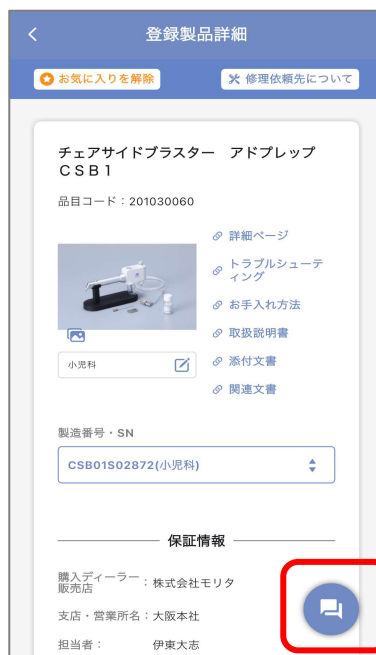 登録製品詳細
お気に入りを解除
修理依頼先について
チェアサイドブラスター アドプレップ
CSB1
品目コード：201030060
詳細ページ
トラブルシューテ
ィング
お手入れ方法
取扱説明書
添付文書
関連文書
小児科
製造番号・SN
CSB01S02872(小児科)
保証情報
購入ディーラー
販売店
：株式会社モリタ
支店・営業所名：大阪本社
担当者： 伊東大志